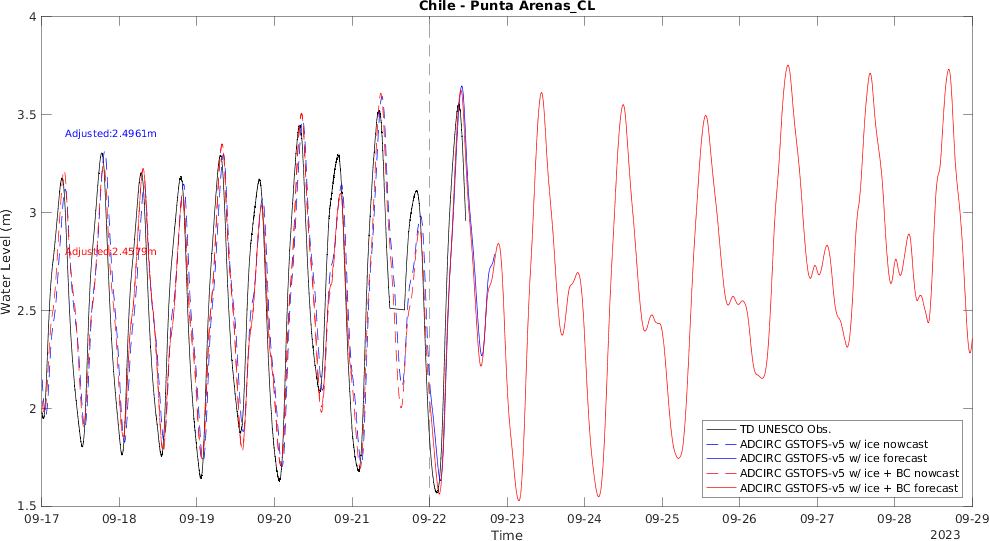 Chile - Punta Arenas_CL
4
3.5
3
2.5
2
1.5
Water Level (m)
Adjusted:2.4961m
Adjusted:2.4579m
TD UNESCO Obs.
ADCIRC GSTOFS-v5 w/ ice nowcast
ADCIRC GSTOFS-v5 w/ ice forecast
ADCIRC GSTOFS-v5 w/ ice + BC nowcast
ADCIRC GSTOFS-v5 w/ ice + BC forecast
09-17 09-18 09-19 09-20 09-21 09-22 09-23 09-24 09-25 09-26 09-27 09-28 09-29
Time
2023